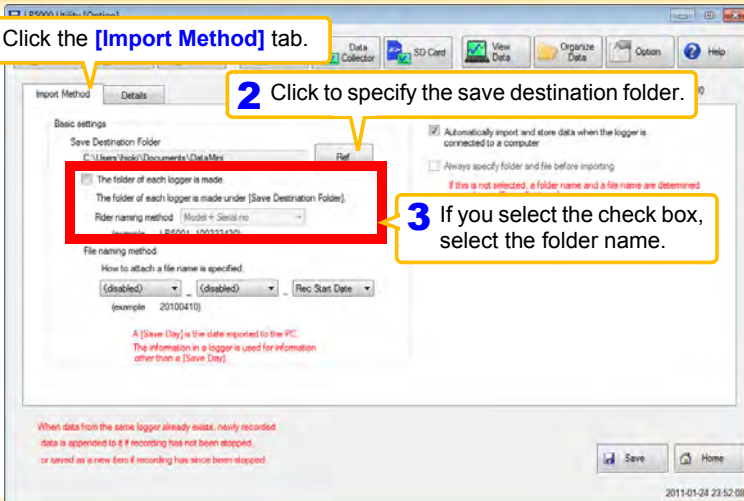 LR5000 Utility [Option]
Click the [Import Method] tab.
Data Collector
SD Card
View Data
Organize Data
Option
Help
Import Method
Details
2 Click to specify the save destination folder.
Basic settings
Save Destination Folder
C:\Users\hioki\Documents\DataMini
Ref
The folder of each logger is made.
The folder of each logger is made under [Save Destination Folder].
Folder naming method Model + Serial no
(example LR5001_100323430)
File naming method
How to attach a file name is specified.
(disabled) _ (disabled) _ Rec Start Date
(example 20100410)
A [Save Day] is the date imported to the PC.
The information in a logger is used for information
other than a [Save Day].
Automatically import and store data when the logger is
connected to a computer
Always specify folder and file before importing
If this is not selected, a folder name and a file name are determined
3 If you select the check box,
select the folder name.
When data from the same logger already exists, newly recorded
data is appended to it if recording has not been stopped,
or saved as a new item if recording has since been stopped.
Save
Home
2011-01-24 23:52:08